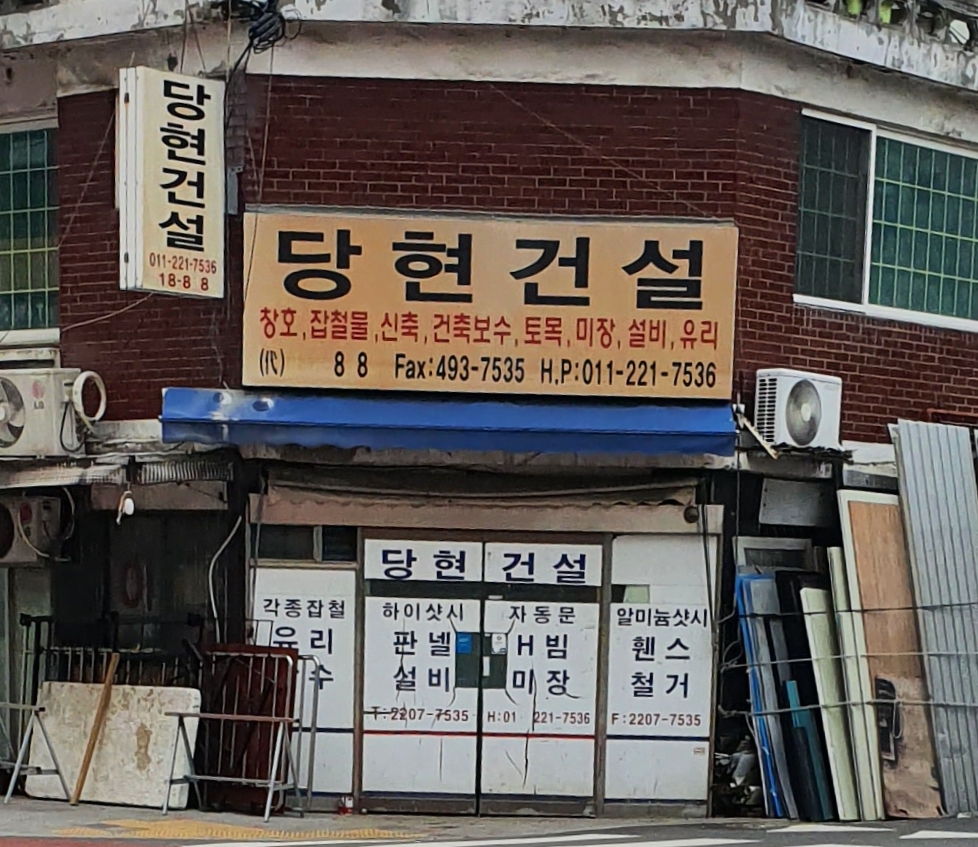 당현건설
011-221-7536
18-8 8
당현건설
창호,잡철물,신축,건축보수,토목,미장,설비,유리
(代) 8 8 Fax:493-7535 H,P:011-221-7536
LG
당현 건설
각종잡철
유리
수
하이샷시
판넬
설비
T:2207-7535
자동문
H빔
미장
H:01 221-7536
알미늄샷시
휀스
철거
F:2207-7535